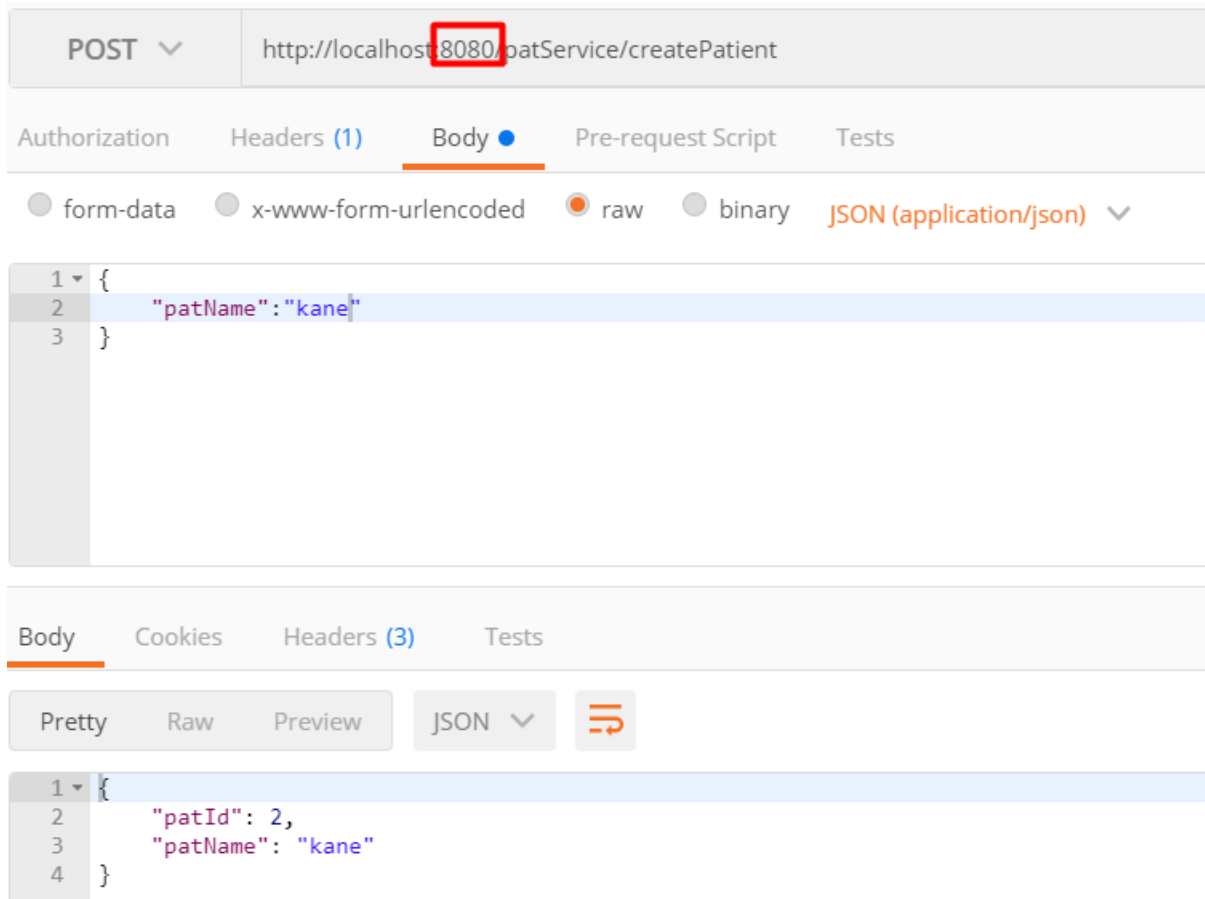 POST http://localhost:8080/patService/createPatient
Authorization Headers (1) Body Pre-request Script Tests
form-data x-www-form-urlencoded raw binary JSON (application/json)
1 {
2 "patName":"kane"
3 }
Body Cookies Headers (3) Tests
Pretty Raw Preview JSON
1 {
2 "patId": 2,
3 "patName": "kane"
4 }